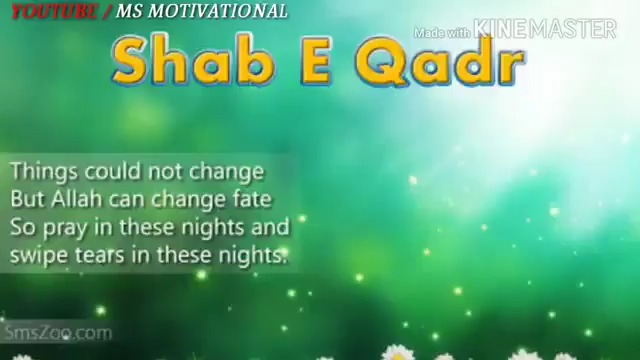 YOUTUBE / MS MOTIVATIONAL
Made with KINEMASTER
Shab E Qadr
Things could not change
But Allah can change fate
So pray in these nights and
swipe tears in these nights.
SmsZoo.com